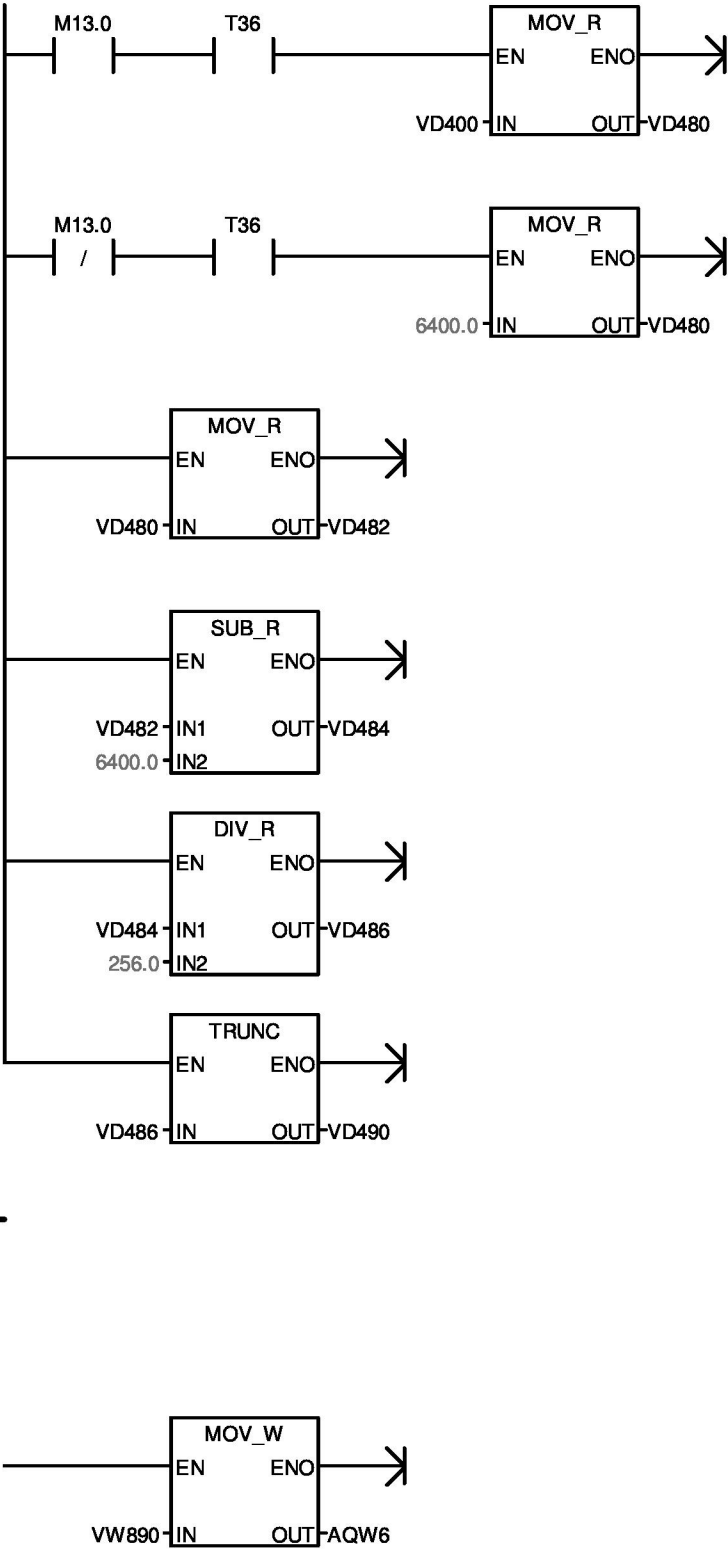 M13.0 T36 MOV_R
EN ENO
VD400 IN OUT VD480
M13.0 T36 MOV_R
/ EN ENO
6400.0 IN OUT VD480
MOV_R
EN ENO
VD480 IN OUT VD482
SUB_R
EN ENO
VD482 IN1 OUT VD484
6400.0 IN2
DIV_R
EN ENO
VD484 IN1 OUT VD486
256.0 IN2
TRUNC
EN ENO
VD486 IN OUT VD490
MOV_W
EN ENO
VW890 IN OUT AQW6